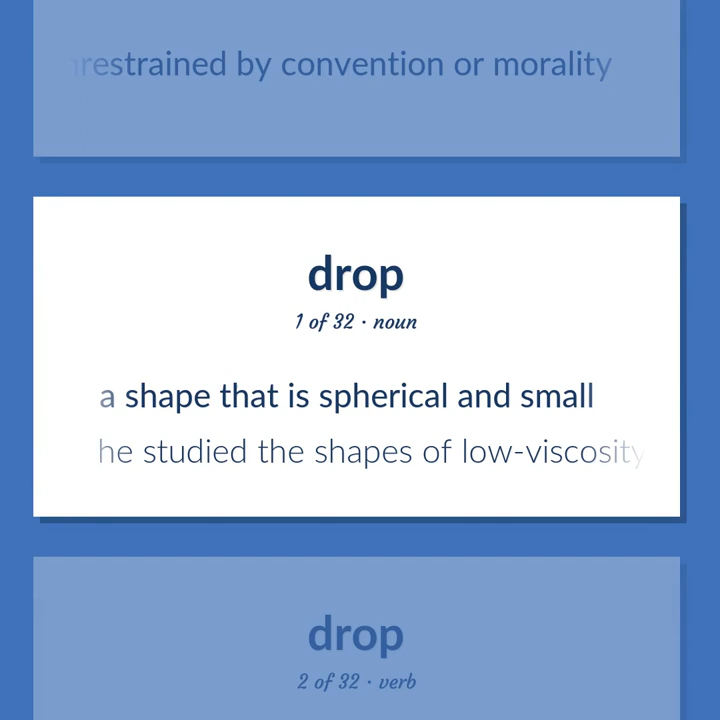 restrained by convention or morality
drop
1 of 32 · noun
a shape that is spherical and small
he studied the shapes of low-viscosity
drop
2 of 32 · verb